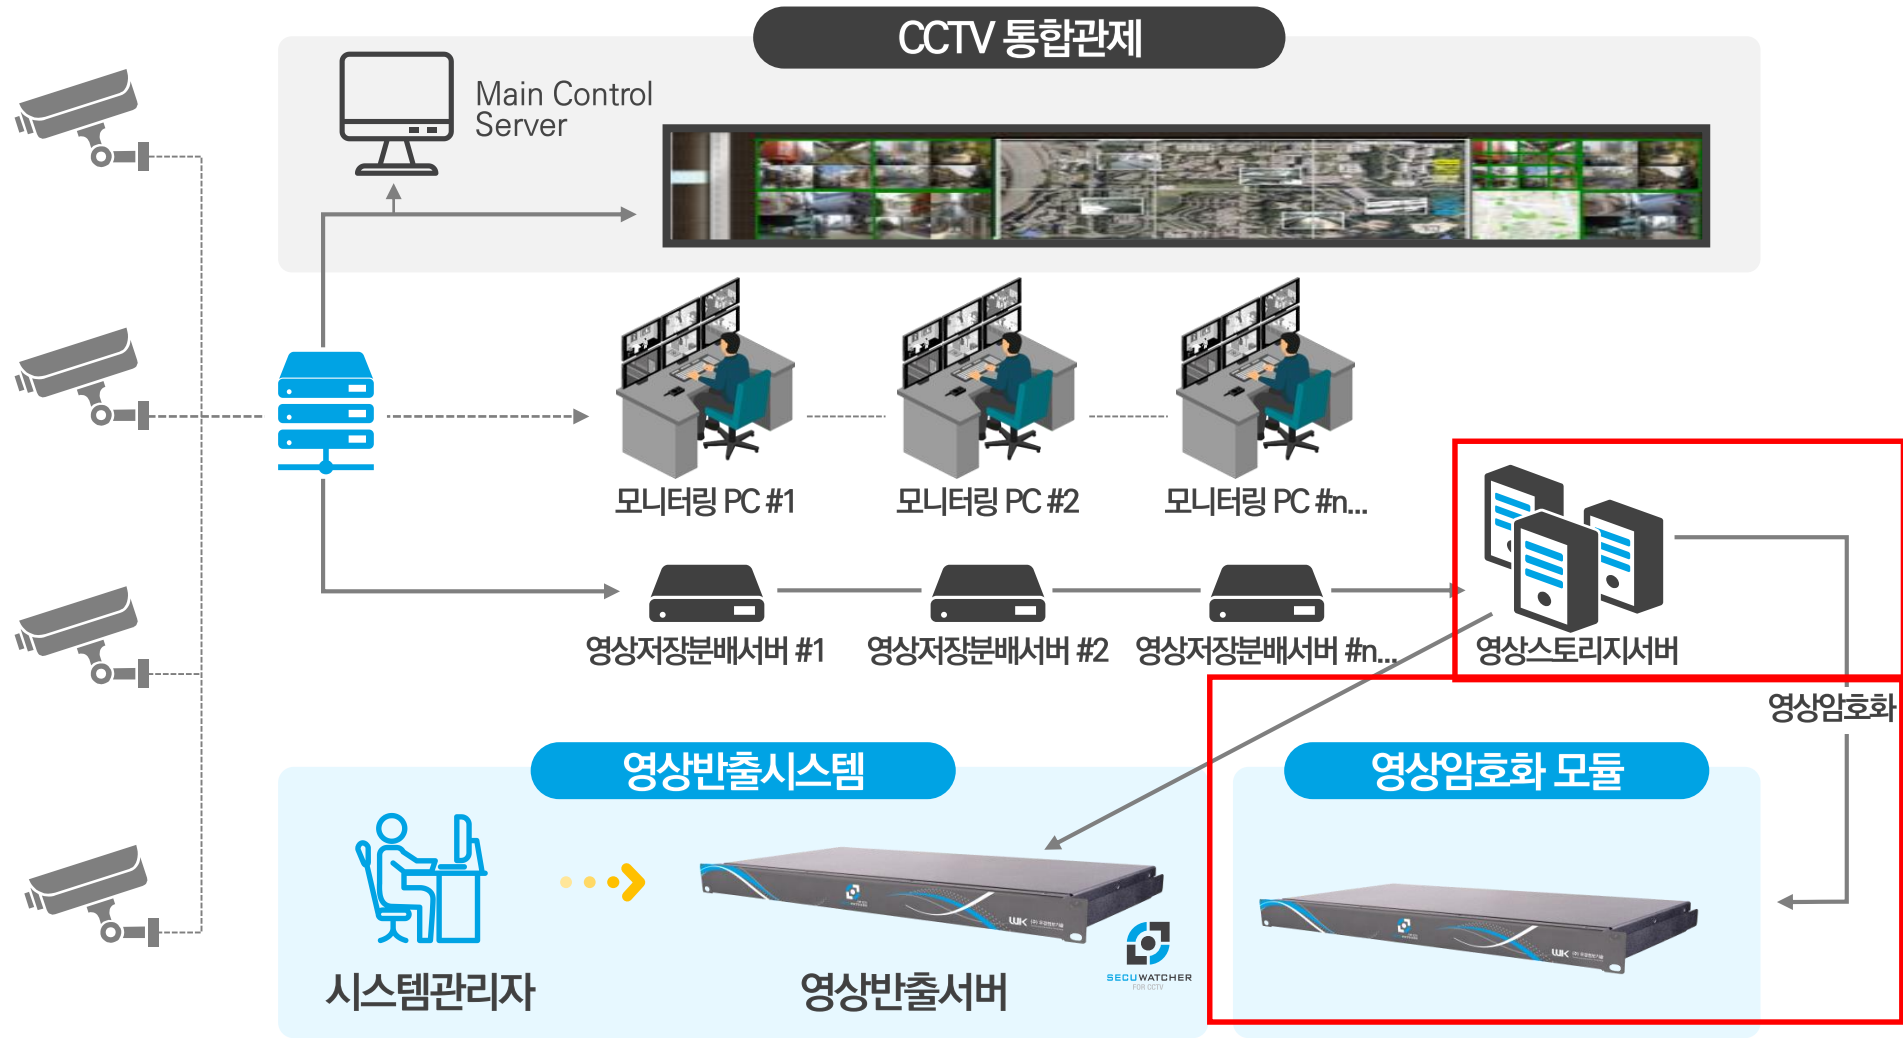 CCTV 통합관제
Main Control
Server
모니터링 PC #1
모니터링 PC #2
모니터링 PC #n...
영상저장분배서버 #1
영상저장분배서버 #2
영상저장분배서버 #n...
영상스토리지서버
영상암호화
영상반출시스템
영상암호화 모듈
WK
WK
SECUWATCHER
FOR CCTV
시스템관리자
영상반출서버